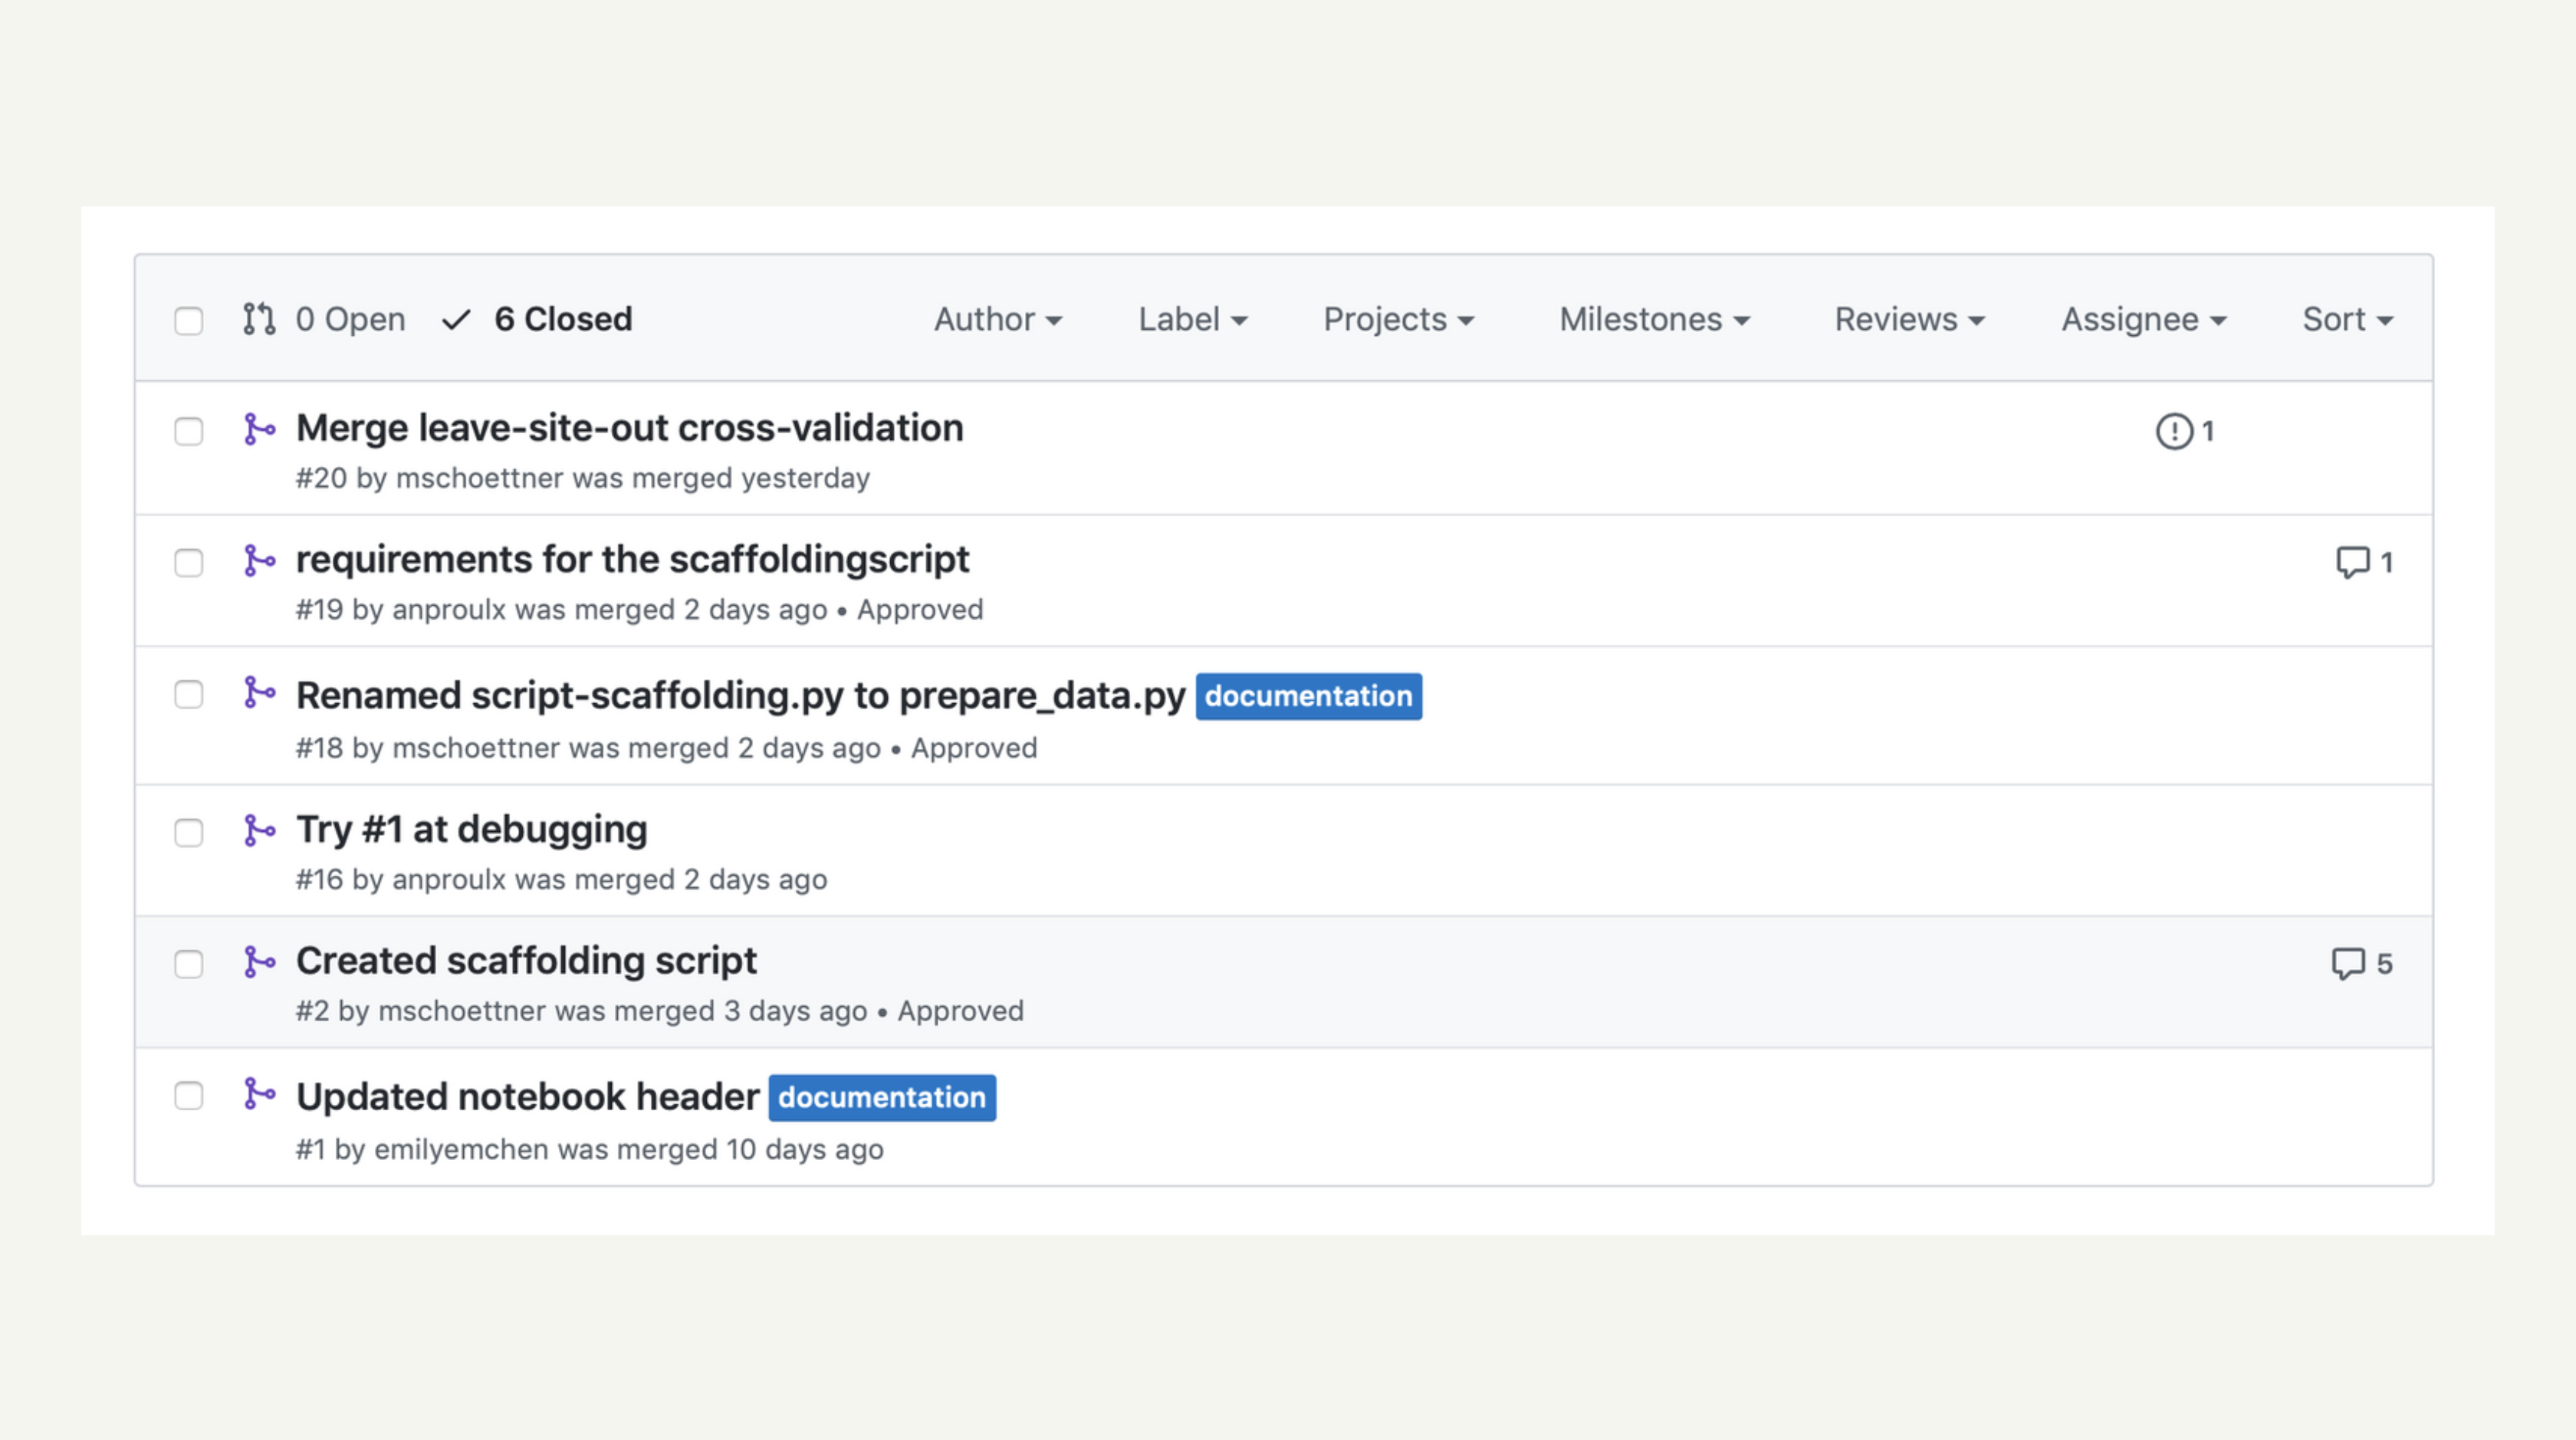 0 Open 6 Closed Author Label Projects Milestones Reviews Assignee Sort
Merge leave-site-out cross-validation 1
#20 by mschoettner was merged yesterday
requirements for the scaffoldingscript 1
#19 by anproulx was merged 2 days ago • Approved
Renamed script-scaffolding.py to prepare_data.py documentation
#18 by mschoettner was merged 2 days ago • Approved
Try #1 at debugging
#16 by anproulx was merged 2 days ago
Created scaffolding script 5
#2 by mschoettner was merged 3 days ago • Approved
Updated notebook header documentation
#1 by emilyemchen was merged 10 days ago